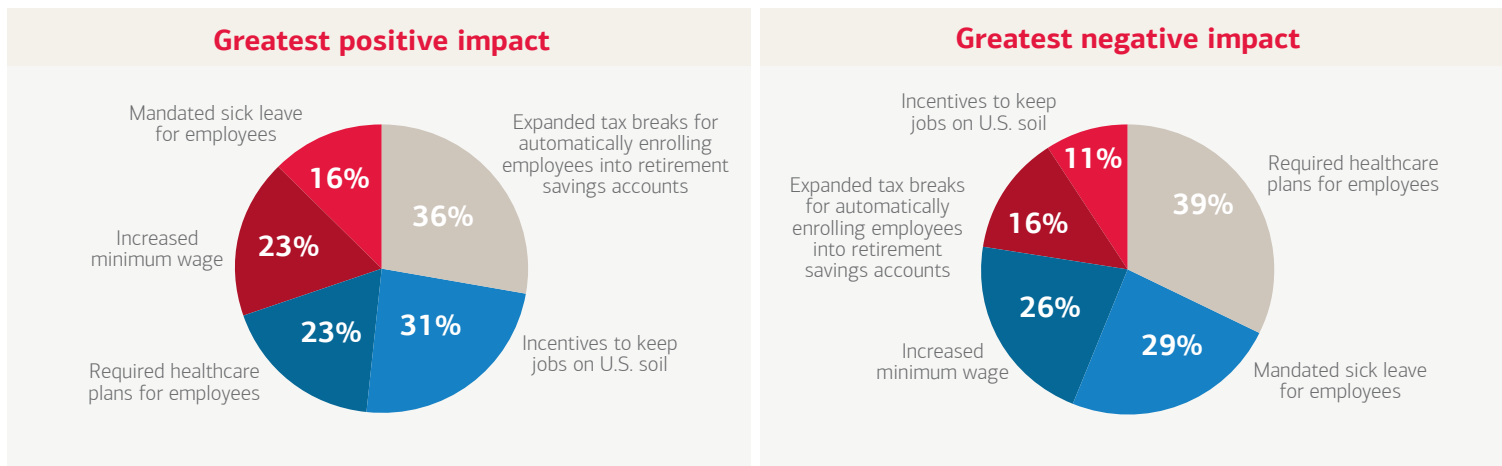 Greatest positive impact
Mandated sick leave
for employees
16%
Expanded tax breaks for
automatically enrolling
employees into retirement
savings accounts
36%
Increased
minimum wage
23%
Required healthcare
plans for employees
23%
31%
Incentives to keep
jobs on U.S. soil
Greatest negative impact
Incentives to keep
jobs on U.S. soil
11%
Required healthcare
plans for employees
39%
Expanded tax breaks
for automatically
enrolling employees
into retirement
savings accounts
16%
Increased
minimum wage
26%
29%
Mandated sick leave
for employees